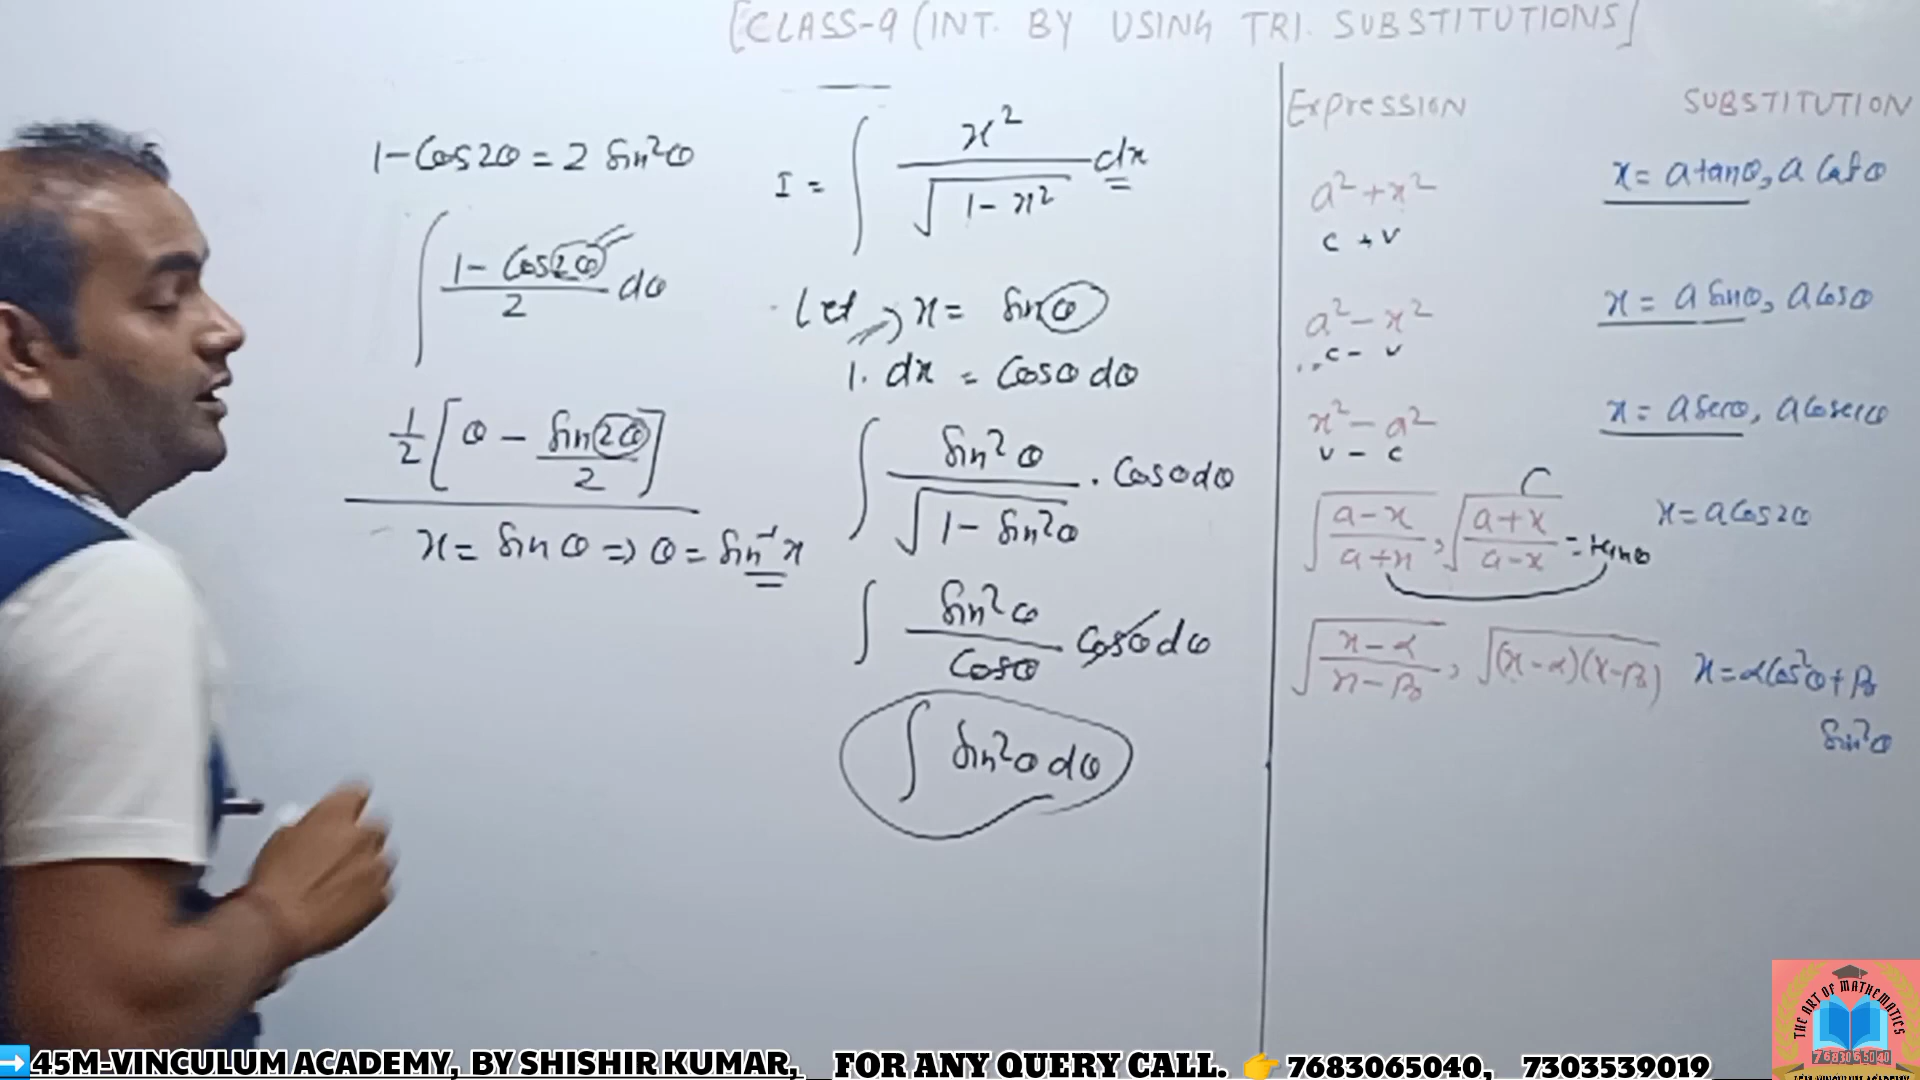 [CLASS-9 (INT. BY USING TRI. SUBSTITUTIONS]
1-Cos2θ = 2 Sin²θ
∫ (1-Cos2θ)/2 dθ
1/2 [θ - Sin2θ/2]
x = Sinθ ⇒ θ = Sin⁻¹x
I = ∫ x²/√(1-x²) dx
Let, x = Sinθ
1. dx = Cosθ dθ
∫ Sin²θ/√(1-Sin²θ) . Cosθ dθ
∫ Sin²θ/Cosθ Cosθ dθ
∫ Sin²θ dθ
Expression SUBSTITUTION
a²+x² x = a tanθ, a Cotθ
C + V
a²-x² x = a Sinθ, a Cosθ
C - V
x²-a² x = a Secθ, a Cosecθ
V - C
C
√((a-x)/(a+x)), √((a+x)/(a-x)) = tanθ x = a Cos2θ
√((x-α)/(x-β)), √((x-α)(x-β)) x = αCos²θ + β
Sin²θ
THE ART OF MATHEMATICS
7683065040
45M-VINCULUM ACADEMY
➡45M-VINCULUM ACADEMY, BY SHISHIR KUMAR, FOR ANY QUERY CALL. 👉 7683065040, 7303539019